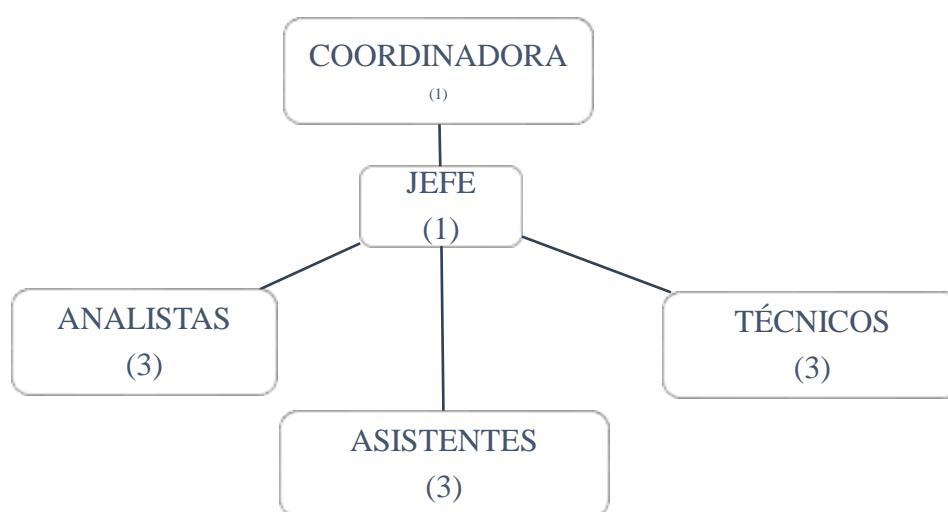 COORDINADORA
(1)
JEFE
(1)
ANALISTAS
(3)
TÉCNICOS
(3)
ASISTENTES
(3)